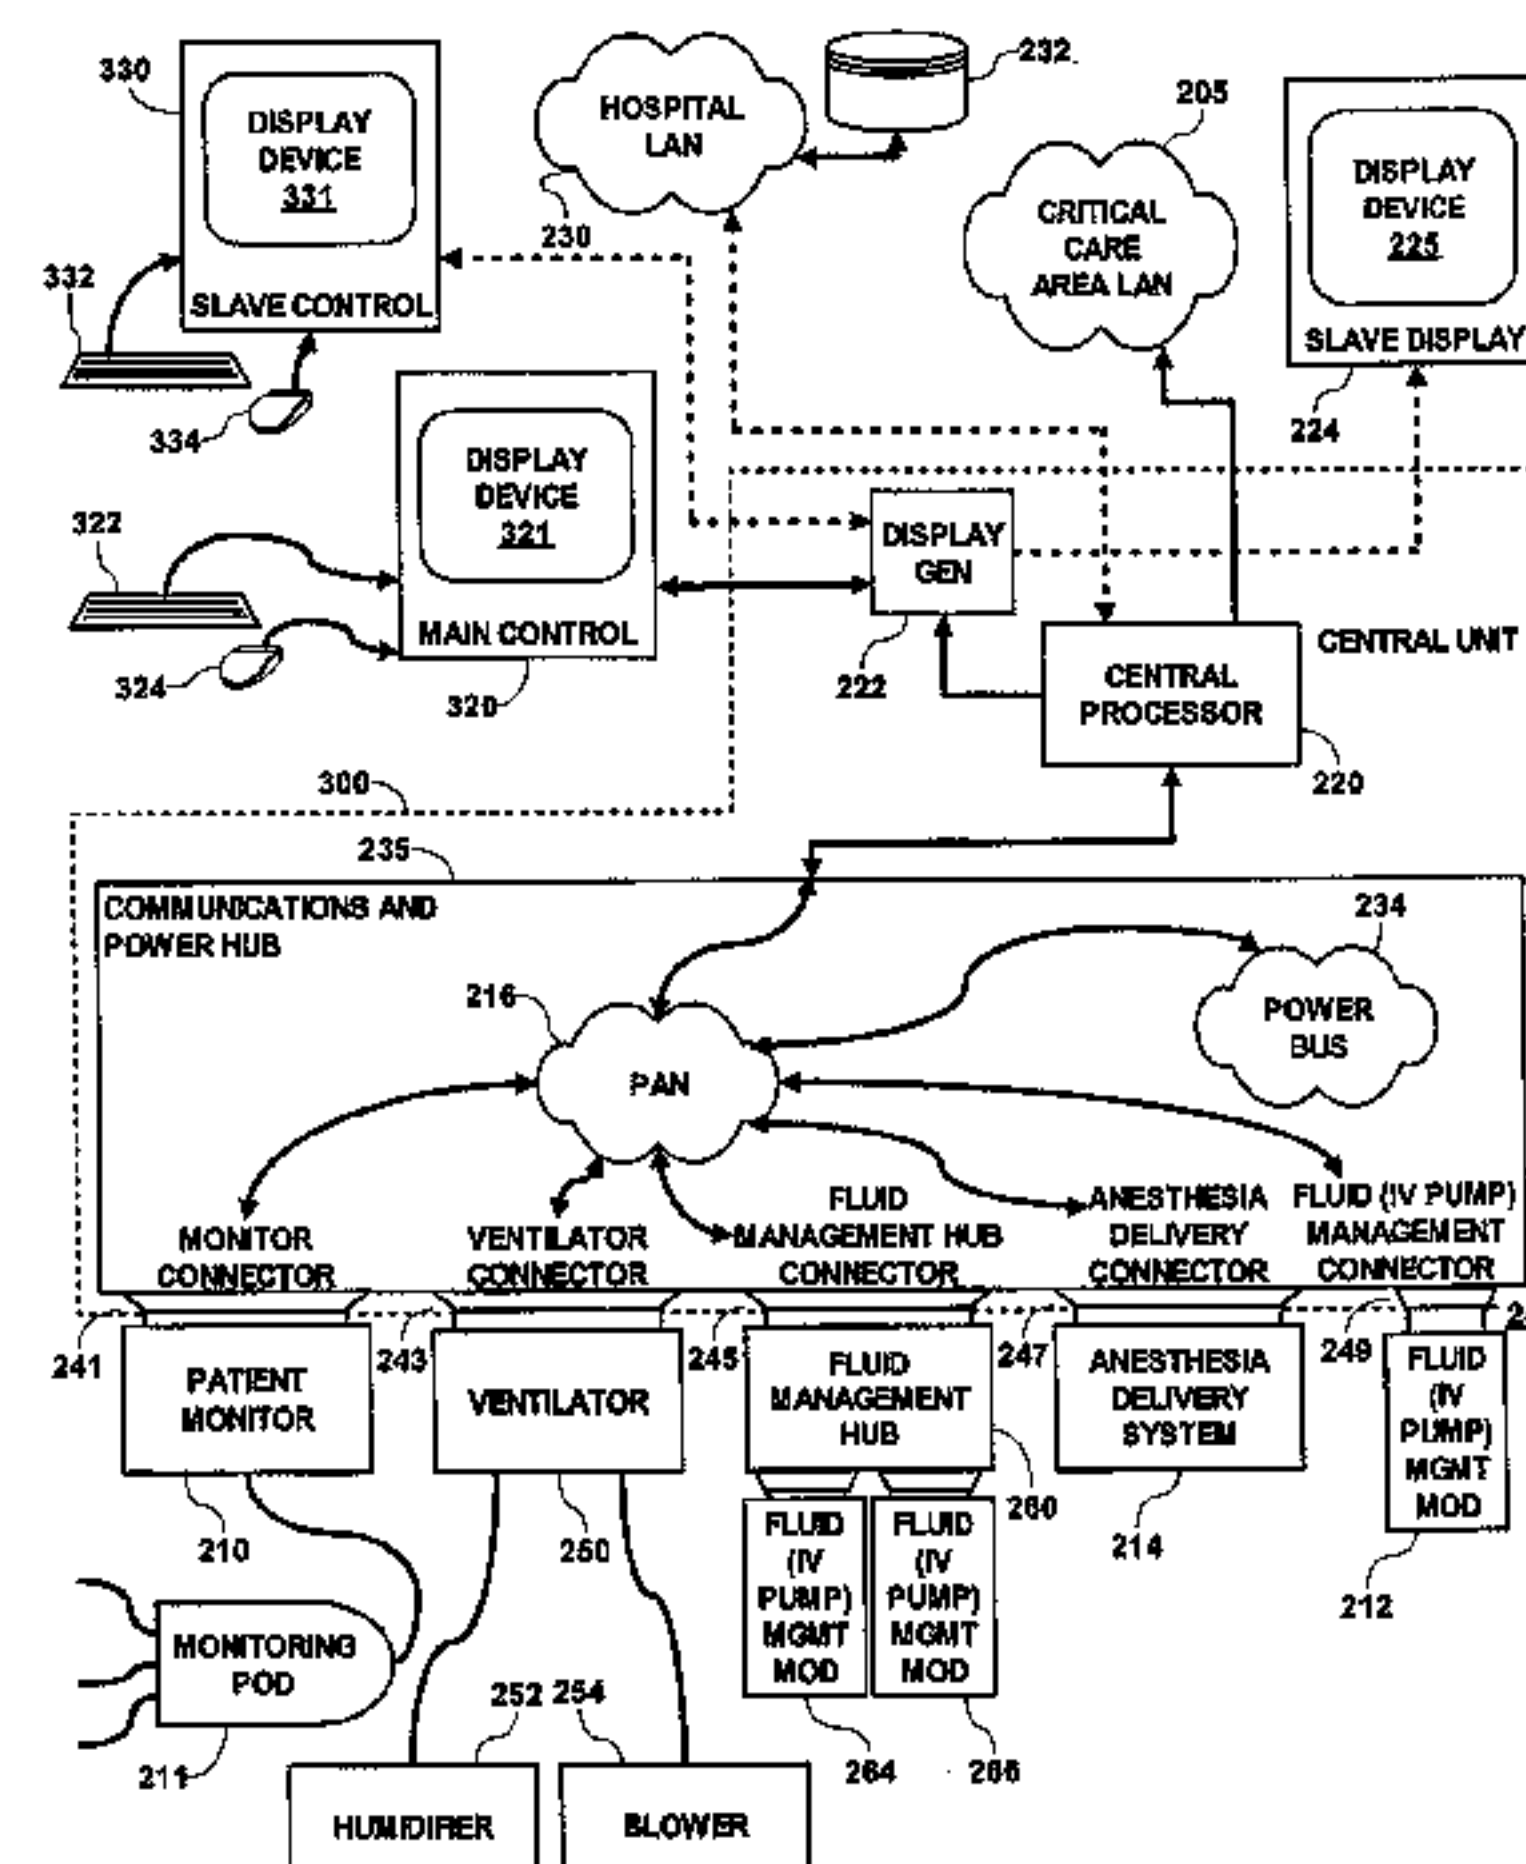 330
DISPLAY
DEVICE
331
SLAVE CONTROL
332
334
HOSPITAL
LAN
230
232
205
CRITICAL
CARE
AREA LAN
DISPLAY
DEVICE
225
SLAVE DISPLAY
224
322
324
DISPLAY
DEVICE
321
MAIN CONTROL
320
DISPLAY
GEN
222
CENTRAL UNIT
CENTRAL
PROCESSOR
220
300
235
COMMUNICATIONS AND
POWER HUB
234
POWER
BUS
216
PAN
MONITOR
CONNECTOR
VENTILATOR
CONNECTOR
FLUID
MANAGEMENT HUB
CONNECTOR
ANESTHESIA
DELIVERY
CONNECTOR
FLUID (IV PUMP)
MANAGEMENT
CONNECTOR
241
243
245
247
249
PATIENT
MONITOR
210
VENTILATOR
250
FLUID
MANAGEMENT
HUB
260
ANESTHESIA
DELIVERY
SYSTEM
214
FLUID
(IV
PUMP)
MGMT
MOD
212
FLUID
(IV
PUMP)
MGMT
MOD
264
FLUID
(IV
PUMP)
MGMT
MOD
266
MONITORING
POD
211
252
254
HUMIDIFIER
BLOWER